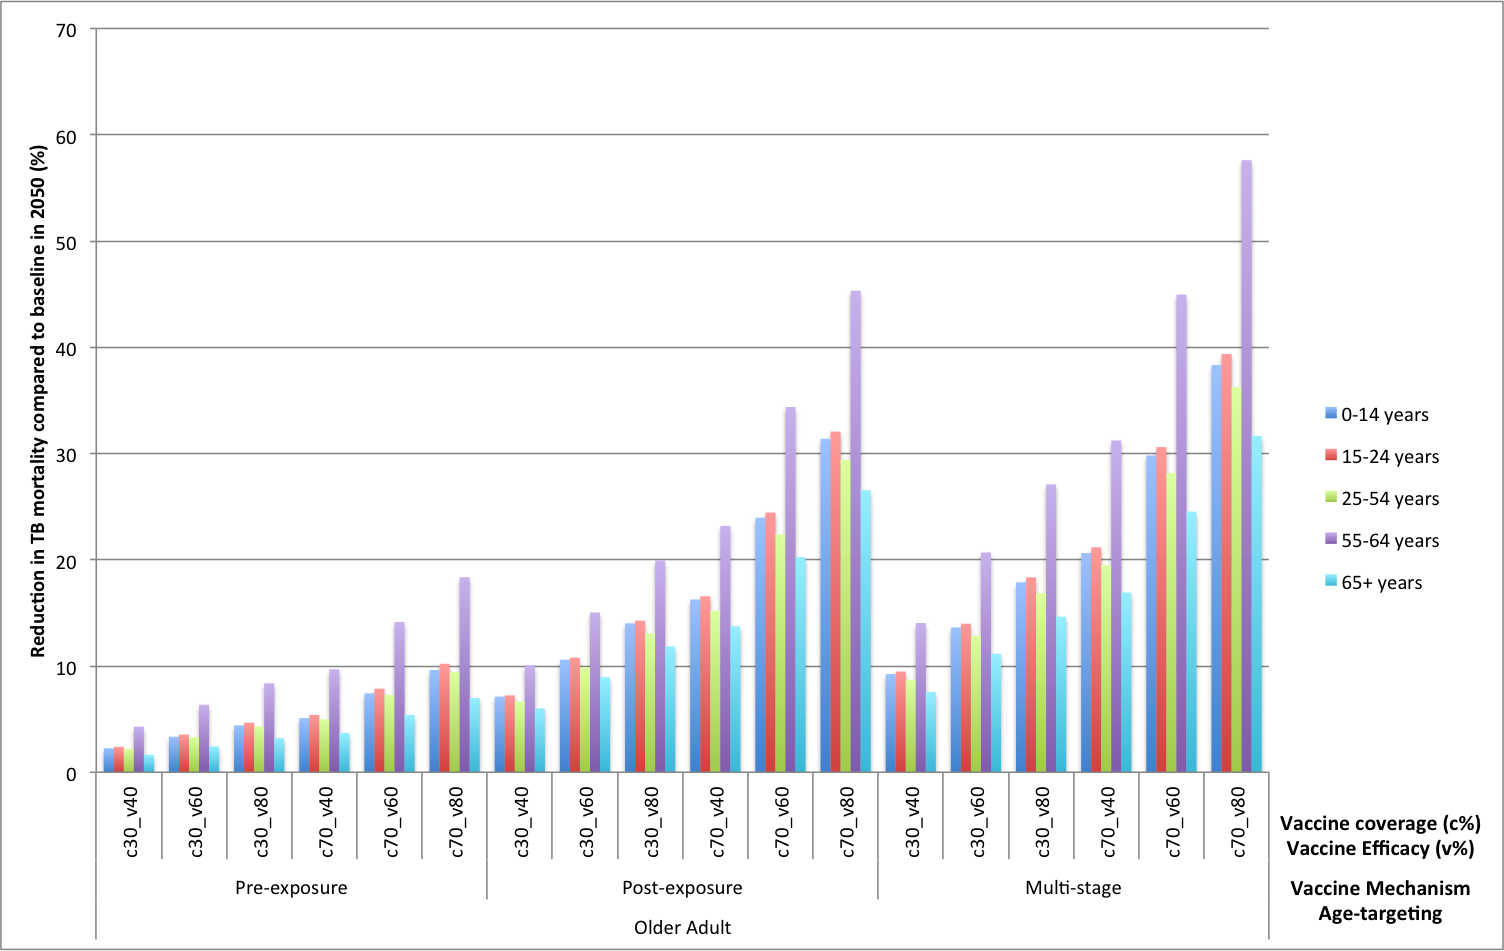 Reduction in TB mortality compared to baseline in 2050 (%)
70
60
50
40
30
20
10
0
0-14 years
15-24 years
25-54 years
55-64 years
65+ years
c30_v40
c30_v60
c30_v80
c70_v40
c70_v60
c70_v80
c30_v40
c30_v60
c30_v80
c70_v40
c70_v60
c70_v80
c30_v40
c30_v60
c30_v80
c70_v40
c70_v60
c70_v80
Vaccine coverage (c%)
Vaccine Efficacy (v%)
Pre-exposure
Post-exposure
Multi-stage
Vaccine Mechanism
Age-targeting
Older Adult